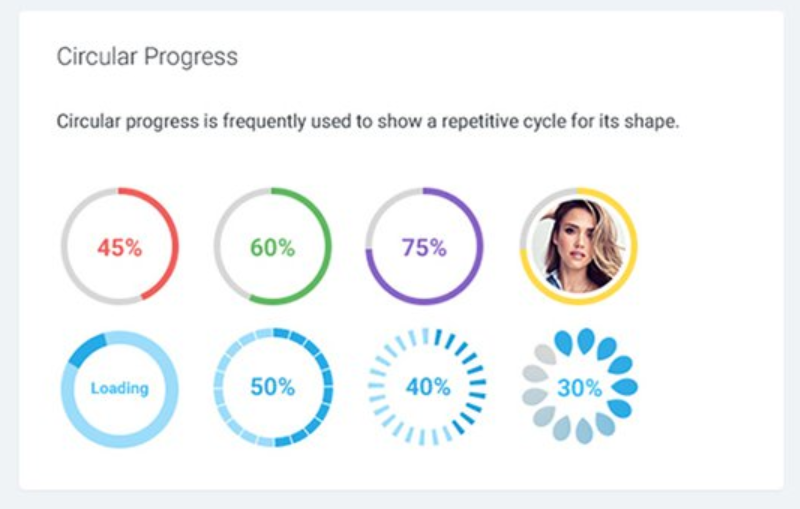 Circular Progress
Circular progress is frequently used to show a repetitive cycle for its shape.
45% 60% 75%
Loading 50% 40% 30%